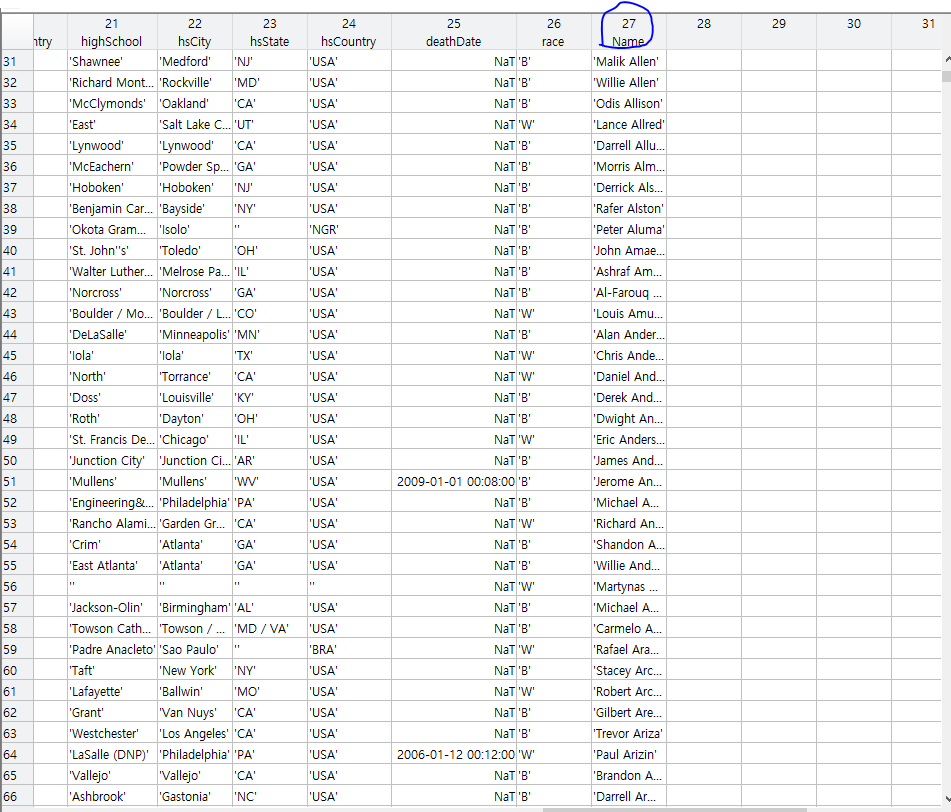 21 22 23 24 25 26 27 28 29 30 31
ntry highSchool hsCity hsState hsCountry deathDate race Name
31 'Shawnee' 'Medford' 'NJ' 'USA' NaT 'B' 'Malik Allen'
32 'Richard Mont... 'Rockville' 'MD' 'USA' NaT 'B' 'Willie Allen'
33 'McClymonds' 'Oakland' 'CA' 'USA' NaT 'B' 'Odis Allison'
34 'East' 'Salt Lake C... 'UT' 'USA' NaT 'W' 'Lance Allred'
35 'Lynwood' 'Lynwood' 'CA' 'USA' NaT 'B' 'Darrell Allu...
36 'McEachern' 'Powder Sp... 'GA' 'USA' NaT 'B' 'Morris Alm...
37 'Hoboken' 'Hoboken' 'NJ' 'USA' NaT 'B' 'Derrick Als...
38 'Benjamin Car... 'Bayside' 'NY' 'USA' NaT 'B' 'Rafer Alston'
39 'Okota Gram... 'Isolo' '' 'NGR' NaT 'B' 'Peter Aluma'
40 'St. John''s' 'Toledo' 'OH' 'USA' NaT 'B' 'John Amae...
41 'Walter Luther... 'Melrose Pa... 'IL' 'USA' NaT 'B' 'Ashraf Am...
42 'Norcross' 'Norcross' 'GA' 'USA' NaT 'B' 'Al-Farouq ...
43 'Boulder / Mo... 'Boulder / L... 'CO' 'USA' NaT 'W' 'Louis Amu...
44 'DeLaSalle' 'Minneapolis' 'MN' 'USA' NaT 'B' 'Alan Ander...
45 'Iola' 'Iola' 'TX' 'USA' NaT 'W' 'Chris Ande...
46 'North' 'Torrance' 'CA' 'USA' NaT 'W' 'Daniel And...
47 'Doss' 'Louisville' 'KY' 'USA' NaT 'B' 'Derek And...
48 'Roth' 'Dayton' 'OH' 'USA' NaT 'B' 'Dwight An...
49 'St. Francis De... 'Chicago' 'IL' 'USA' NaT 'W' 'Eric Anders...
50 'Junction City' 'Junction Ci... 'AR' 'USA' NaT 'B' 'James And...
51 'Mullens' 'Mullens' 'WV' 'USA' 2009-01-01 00:08:00 'B' 'Jerome An...
52 'Engineering&... 'Philadelphia' 'PA' 'USA' NaT 'B' 'Michael A...
53 'Rancho Alami... 'Garden Gr... 'CA' 'USA' NaT 'W' 'Richard An...
54 'Crim' 'Atlanta' 'GA' 'USA' NaT 'B' 'Shandon A...
55 'East Atlanta' 'Atlanta' 'GA' 'USA' NaT 'B' 'Willie And...
56 '' '' '' '' NaT 'W' 'Martynas ...
57 'Jackson-Olin' 'Birmingham' 'AL' 'USA' NaT 'B' 'Michael A...
58 'Towson Cath... 'Towson / ... 'MD / VA' 'USA' NaT 'B' 'Carmelo A...
59 'Padre Anacleto' 'Sao Paulo' '' 'BRA' NaT 'W' 'Rafael Ara...
60 'Taft' 'New York' 'NY' 'USA' NaT 'B' 'Stacey Arc...
61 'Lafayette' 'Ballwin' 'MO' 'USA' NaT 'W' 'Robert Arc...
62 'Grant' 'Van Nuys' 'CA' 'USA' NaT 'B' 'Gilbert Are...
63 'Westchester' 'Los Angeles' 'CA' 'USA' NaT 'B' 'Trevor Ariza'
64 'LaSalle (DNP)' 'Philadelphia' 'PA' 'USA' 2006-01-12 00:12:00 'W' 'Paul Arizin'
65 'Vallejo' 'Vallejo' 'CA' 'USA' NaT 'B' 'Brandon A...
66 'Ashbrook' 'Gastonia' 'NC' 'USA' NaT 'B' 'Darrell Ar...